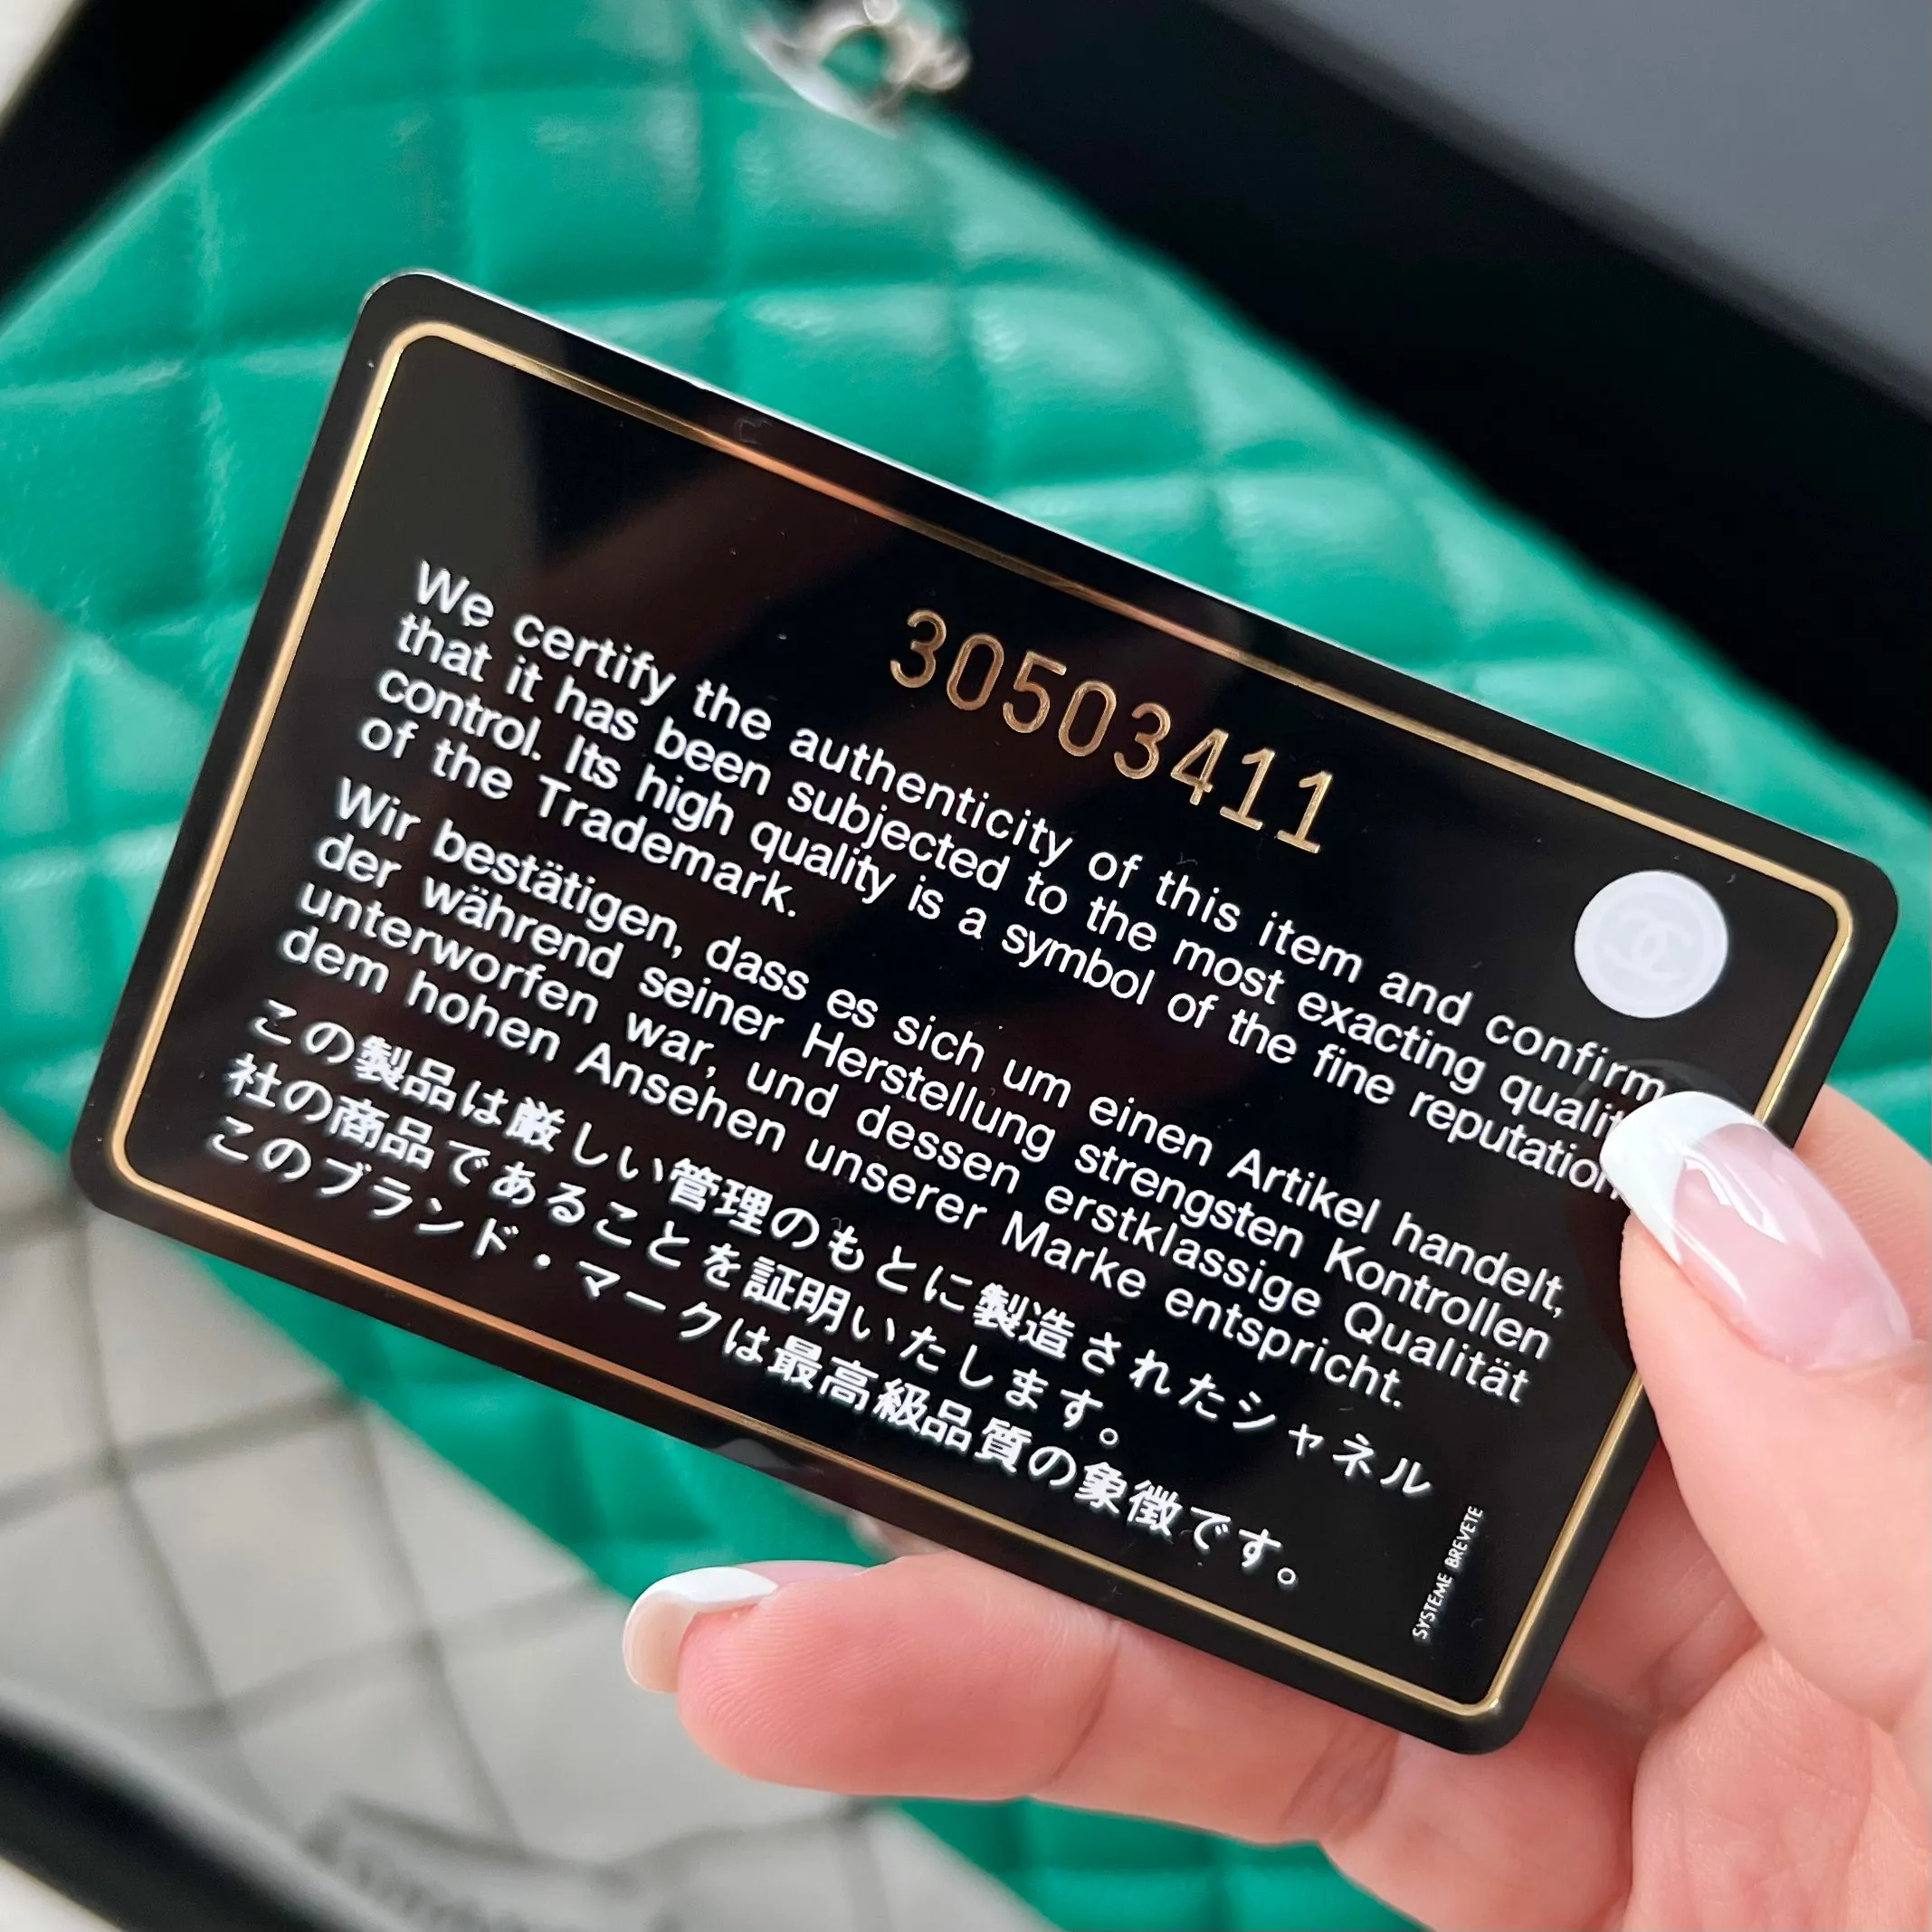 30503411
We certify the authenticity of this item and confirm
that it has been subjected to the most exacting
control. Its high quality is a symbol of the fine reputation
of the Trademark.
Wir bestätigen, dass es sich um einen Artikel handelt,
der während seiner Herstellung strengsten Kontrollen
unterworfen war, und dessen erstklassige Qualität
dem hohen Ansehen unserer Marke entspricht.
この製品は厳しい管理のもとに製造されたシャネル
社の商品であることを証明いたします。
このブランド・マークは最高級品質の象徴です。
SYSTEME BREVETE